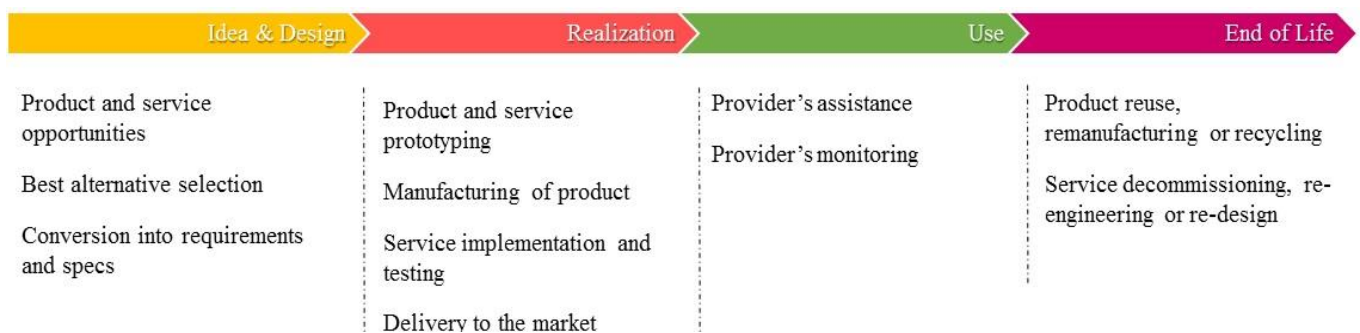 Idea & Design
Realization
Use
End of Life
Product and service
opportunities
Best alternative selection
Conversion into requirements
and specs
Product and service
prototyping
Manufacturing of product
Service implementation and
testing
Delivery to the market
Provider's assistance
Provider's monitoring
Product reuse,
remanufacturing or recycling
Service decommissioning, re-
engineering or re-design